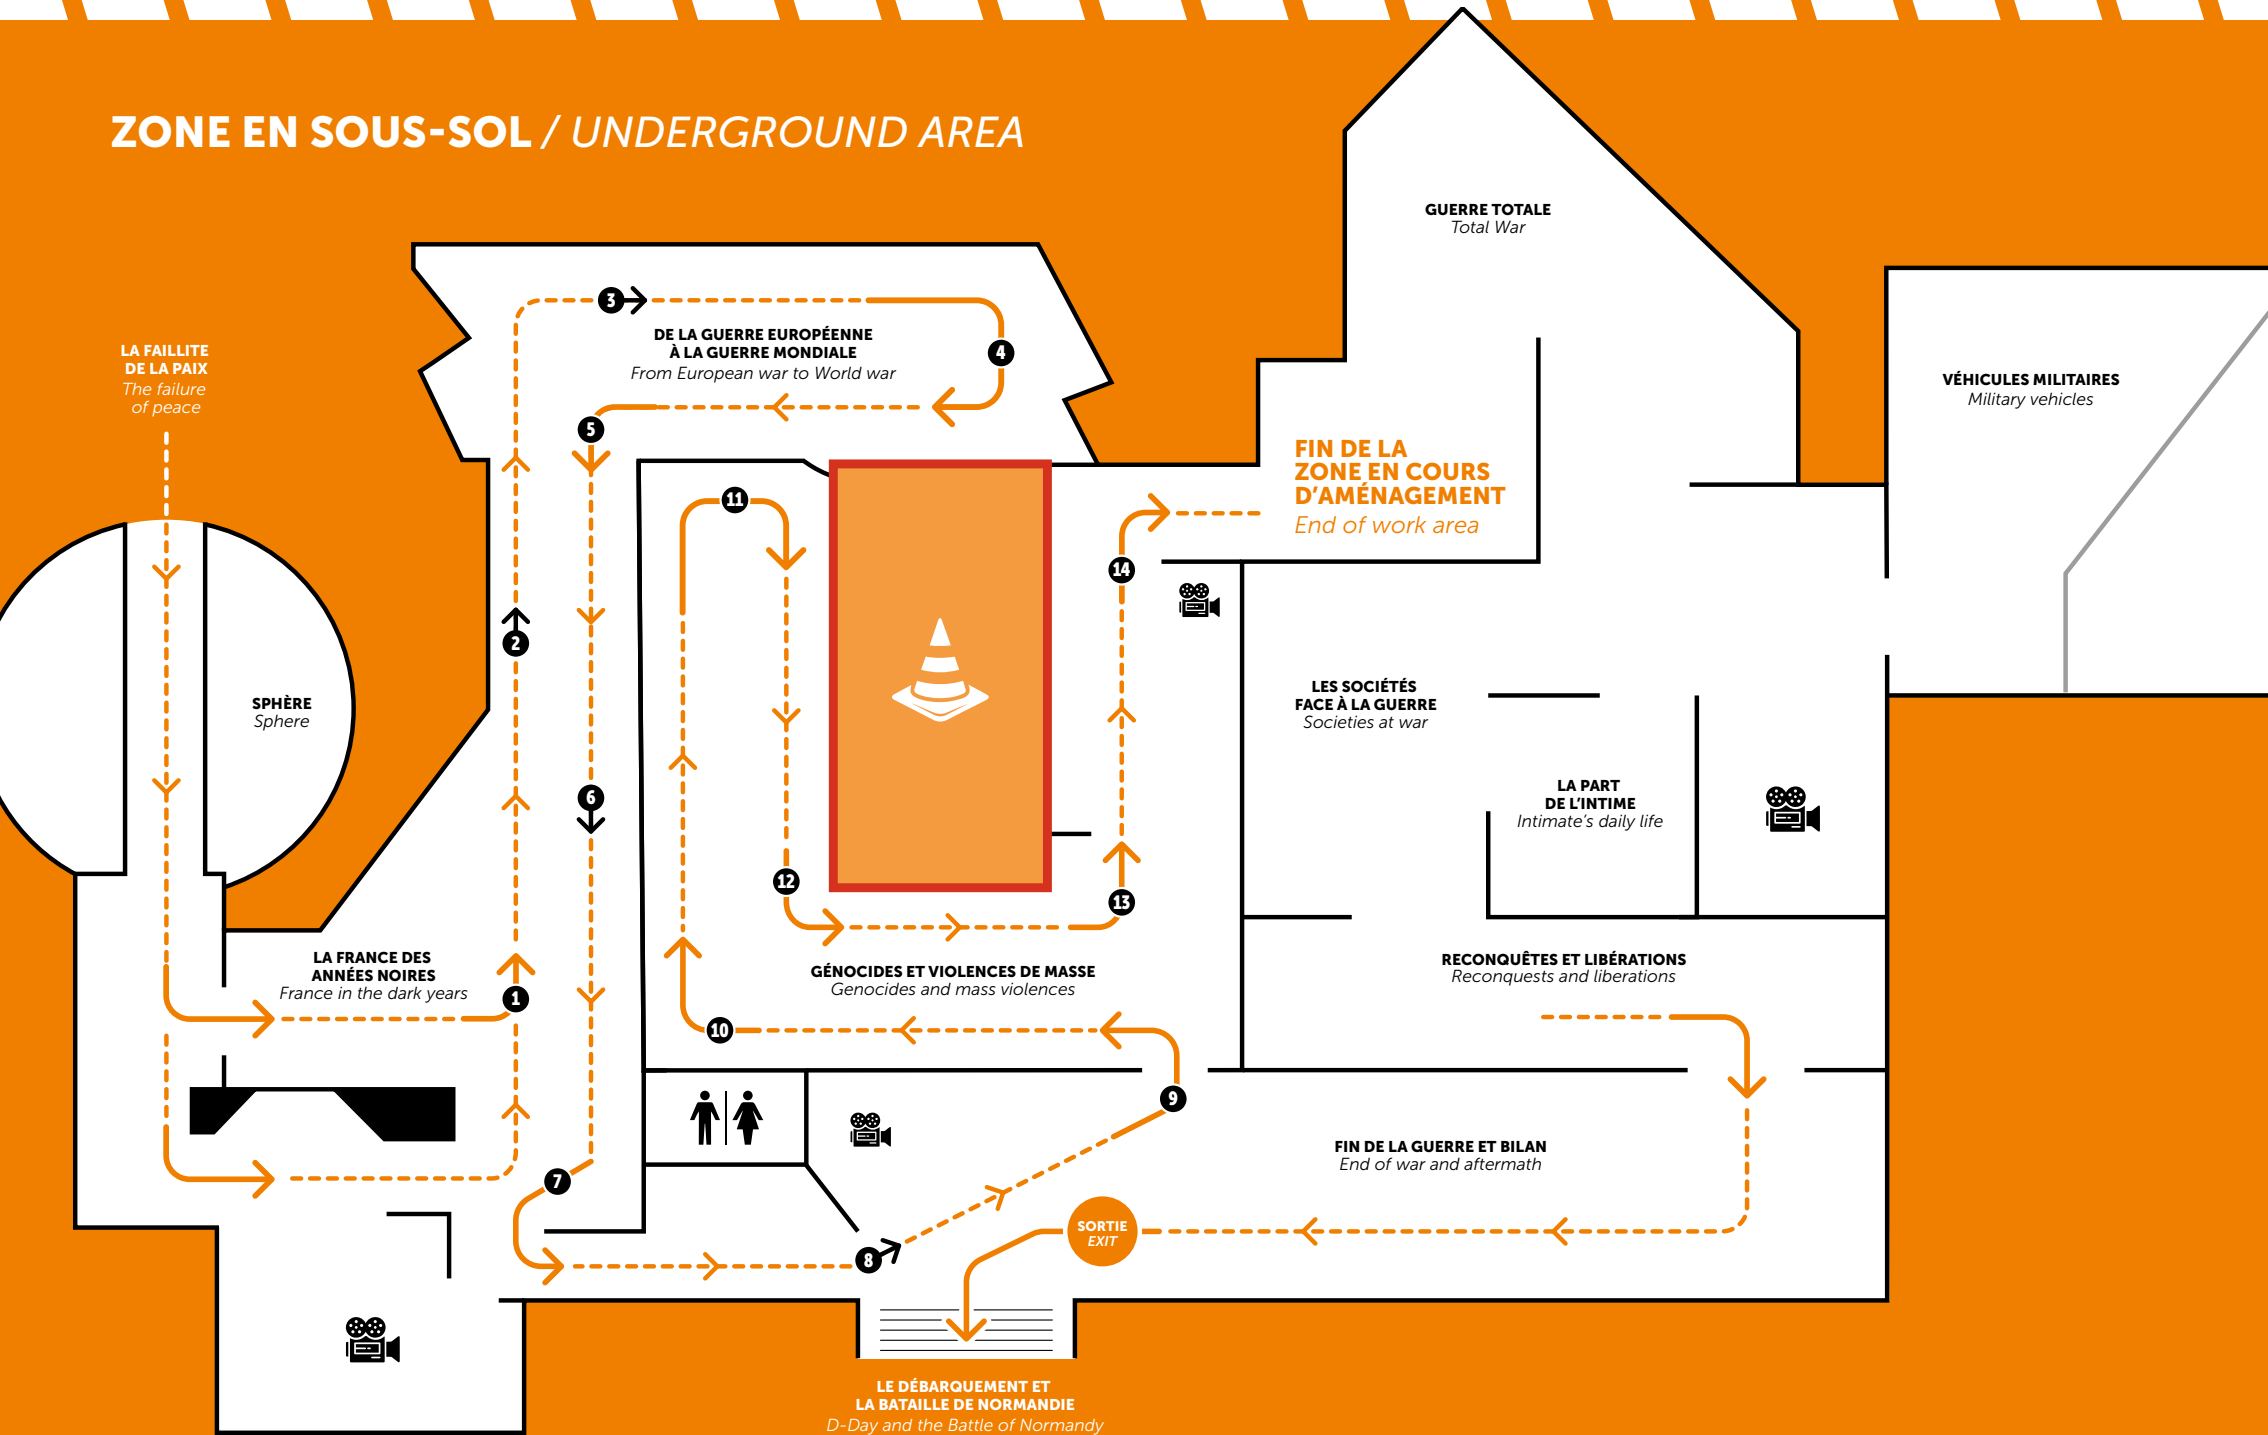 ZONE EN SOUS-SOL / UNDERGROUND AREA
GUERRE TOTALE
Total War
LA FAILLITE
DE LA PAIX
The failure
of peace
3
DE LA GUERRE EUROPÉENNE
À LA GUERRE MONDIALE
From European war to World war
4
5
VÉHICULES MILITAIRES
Military vehicles
FIN DE LA
ZONE EN COURS
D'AMÉNAGEMENT
End of work area
11
14
2
SPHÈRE
Sphere
LES SOCIÉTÉS
FACE À LA GUERRE
Societies at war
6
LA PART
DE L'INTIME
Intimate's daily life
12
13
LA FRANCE DES
ANNÉES NOIRES
France in the dark years
1
GÉNOCIDES ET VIOLENCES DE MASSE
Genocides and mass violences
RECONQUÊTES ET LIBÉRATIONS
Reconquests and liberations
10
9
FIN DE LA GUERRE ET BILAN
End of war and aftermath
7
SORTIE
EXIT
8
LE DÉBARQUEMENT ET
LA BATAILLE DE NORMANDIE
D-Day and the Battle of Normandy